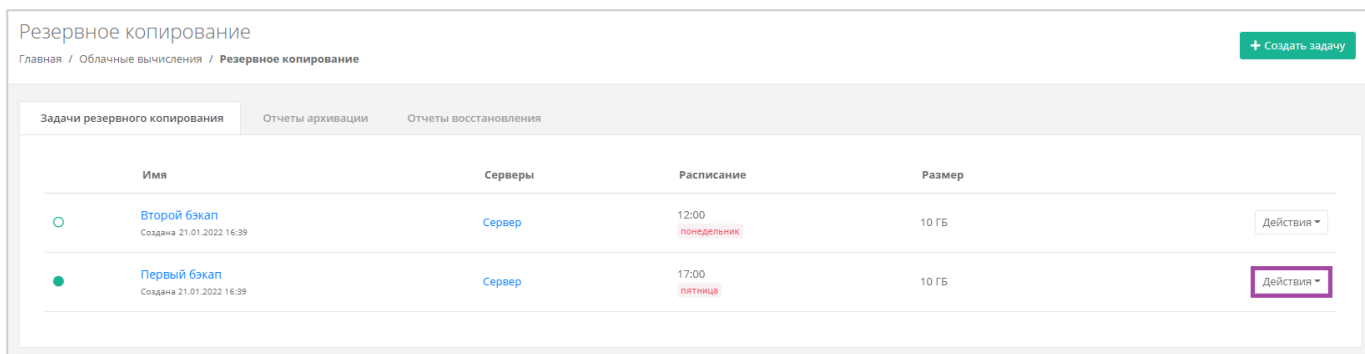 Резервное копирование
+ Создать задачу
Главная / Облачные вычисления / Резервное копирование
Задачи резервного копирования Отчеты архивации Отчеты восстановления
Имя Серверы Расписание Размер
Второй бэкап Сервер 12:00 10 ГБ Действия
Создана 21.01.2022 16:39 понедельник
Первый бэкап Сервер 17:00 10 ГБ Действия
Создана 21.01.2022 16:39 пятница